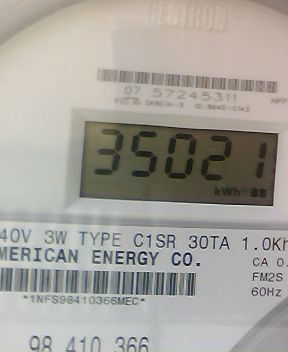 CENTRON
07 57245311
35021
kWh
40V 3W TYPE C1SR 30TA 1.0Kh
MERICAN ENERGY CO.
CA 0.
FM2S
*1NFS98410366MEC*
60Hz
98 410 366